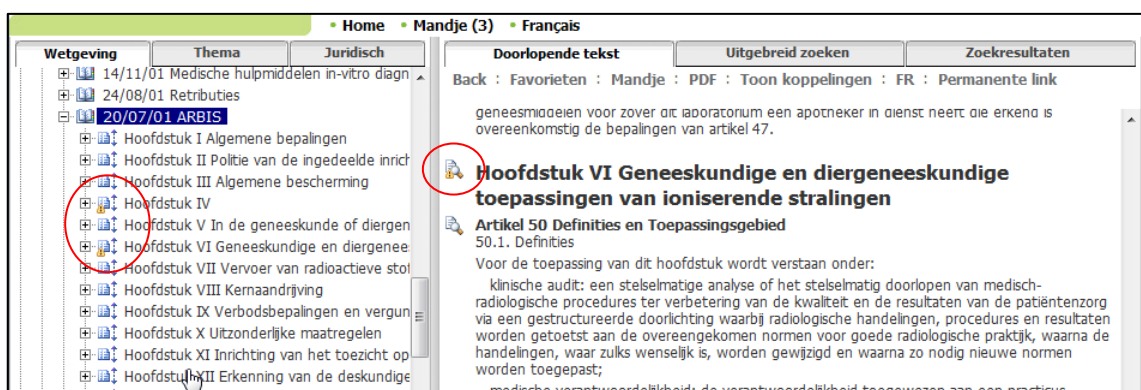 • Home • Mandje (3) • Français
Wetgeving Thema Juridisch
14/11/01 Medische hulpmiddelen in-vitro diagn
24/08/01 Retributies
20/07/01 ARBIS
Hoofdstuk I Algemene bepalingen
Hoofdstuk II Politie van de ingedeelde inrich
Hoofdstuk III Algemene bescherming
Hoofdstuk IV
Hoofdstuk V In de geneeskunde of diergen
Hoofdstuk VI Geneeskundige en diergenee
Hoofdstuk VII Vervoer van radioactieve stof
Hoofdstuk VIII Kernaandrijving
Hoofdstuk IX Verbodsbepalingen en vergun
Hoofdstuk X Uitzonderlijke maatregelen
Hoofdstuk XI Inrichting van het toezicht op
Hoofdstuk XII Erkenning van de deskundige
Doorlopende tekst Uitgebreid zoeken Zoekresultaten
Back : Favorieten : Mandje : PDF : Toon koppelingen : FR : Permanente link
geneesmiddelen voor zover dit laboratorium een apotheker in dienst heeft die erkend is
overeenkomstig de bepalingen van artikel 47.
Hoofdstuk VI Geneeskundige en diergeneeskundige
toepassingen van ioniserende stralingen
Artikel 50 Definities en Toepassingsgebied
50.1. Definities
Voor de toepassing van dit hoofdstuk wordt verstaan onder:
klinische audit: een stelselmatige analyse of het stelselmatig doorlopen van medisch-
radiologische procedures ter verbetering van de kwaliteit en de resultaten van de patiëntenzorg
via een gestructureerde doorlichting waarbij radiologische handelingen, procedures en resultaten
worden getoetst aan de overeengekomen normen voor goede radiologische praktijk, waarna de
handelingen, waar zulks wenselijk is, worden gewijzigd en waarna zo nodig nieuwe normen
worden toegepast;
medische verantwoordelijkheid: de verantwoordelijkheid toegewezen aan een practicus